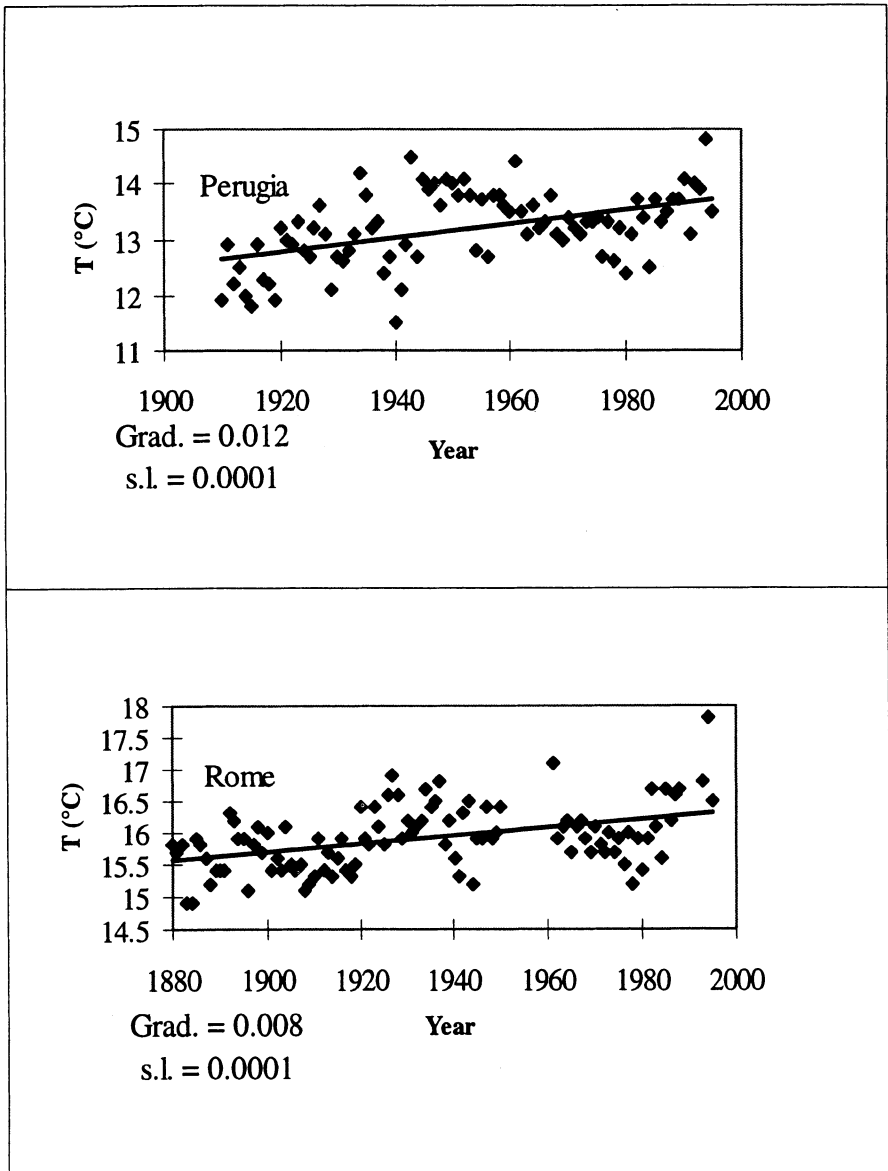 15
14
13
12
11
T (°C)
Perugia
1900 1920 1940 1960 1980 2000
Grad. = 0.012
Year
s.l. = 0.0001
18
17.5
17
16.5
16
15.5
15
14.5
T (°C)
Rome
1880 1900 1920 1940 1960 1980 2000
Grad. = 0.008
Year
s.l. = 0.0001